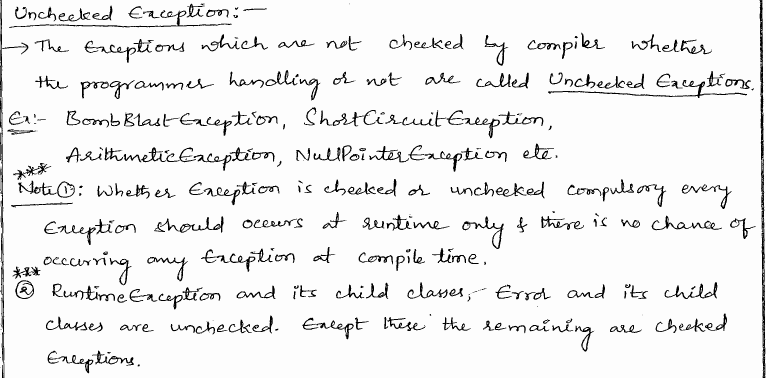 Unchecked Exception:-
→ The Exceptions which are not checked by compiler whether
the programmer handling or not are called Unchecked Exceptions.
Ex:- BombBlastException, ShortCircuitException,
ArithmeticException, NullPointerException etc.
***
Note①: Whether Exception is checked or unchecked compulsory every
Exception should occurs at runtime only & there is no chance of
occurring any Exception at compile time.
***
② RuntimeException and its child classes, Error and its child
classes are unchecked. Except these the remaining are checked
Exceptions.